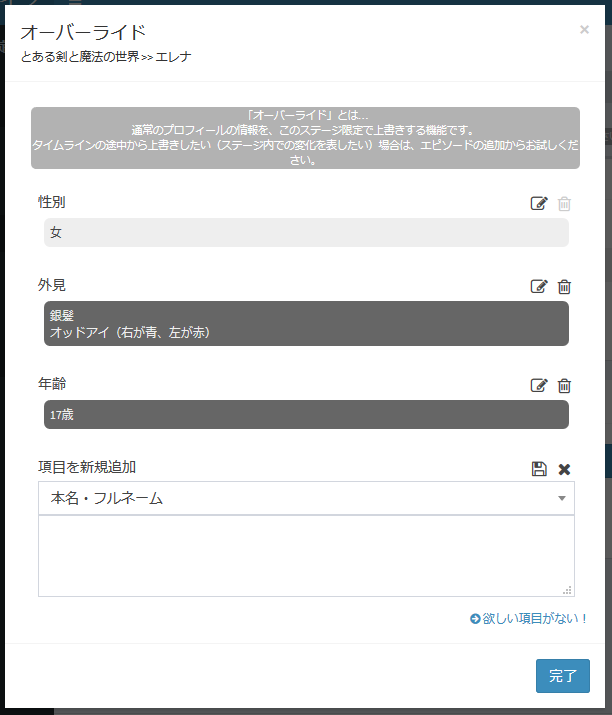 オーバーライド
×
とある剣と魔法の世界 >> エレナ
「オーバーライド」とは...
通常のプロフィールの情報を、このステージ限定で上書きする機能です。
タイムラインの途中から上書きしたい（ステージ内での変化を表したい）場合は、エピソードの追加からお試しくだ
さい。
性別
女
外見
銀髪
オッドアイ（右が青、左が赤）
年齢
17歳
項目を新規追加
本名・フルネーム
欲しい項目がない！
完了